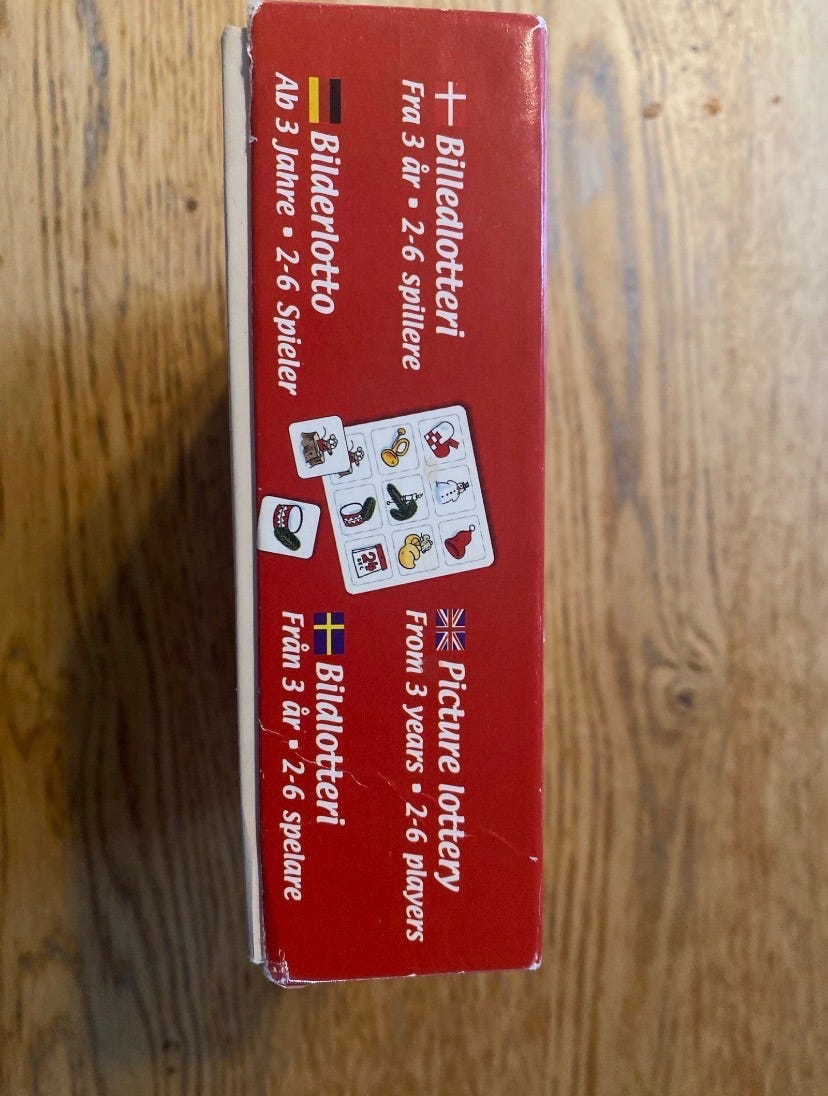 Billedlotteri
Fra 3 år • 2-6 spillere
Bilderlotto
Ab 3 Jahre • 2-6 Spieler
24
Picture lottery
From 3 years • 2-6 players
Bildlotteri
Från 3 år • 2-6 spelare